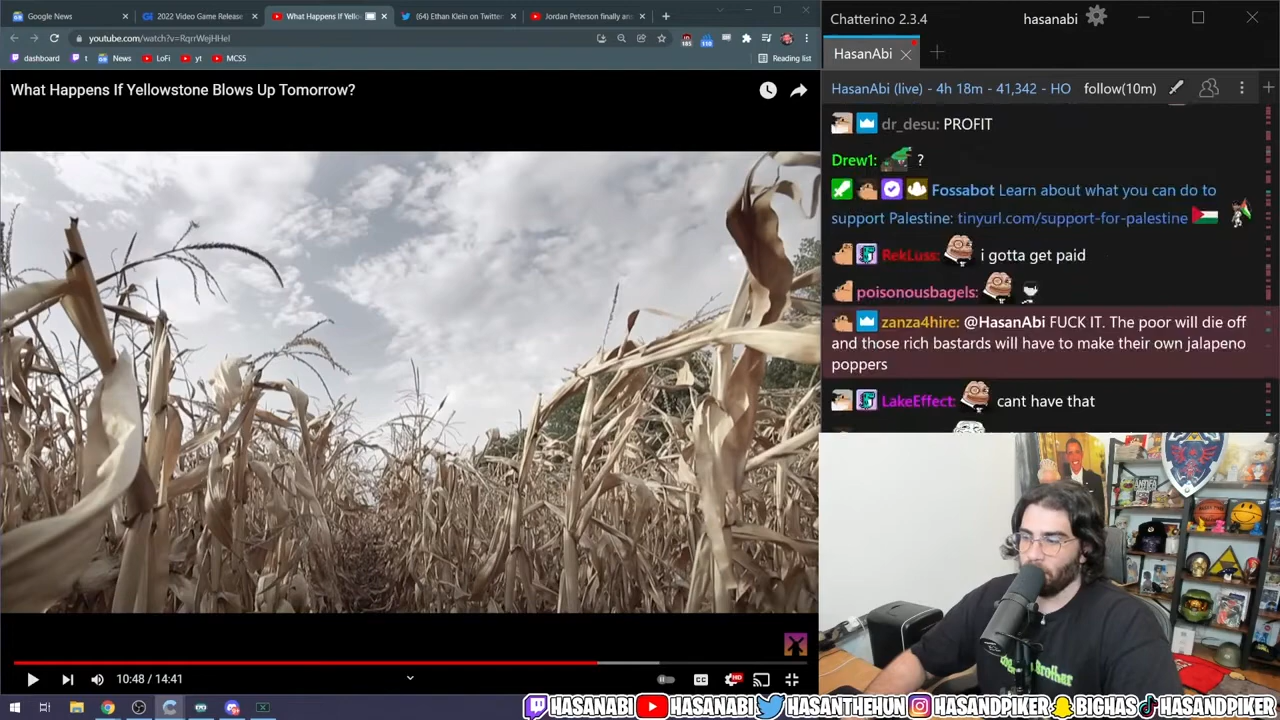 Google News
2022 Video Game Release
What Happens If Yello
(64) Ethan Klein on Twitter
Jordan Peterson finally an
youtube.com/watch?v=RqrrWejHHeI
185
110
dashboard
t
News
LoFi
yt
MCSS
Reading list
What Happens If Yellowstone Blows Up Tomorrow?
10:48 / 14:41
CC
HD
Chatterino 2.3.4
hasanabi
HasanAbi
HasanAbi (live) - 4h 18m - 41,342 - HO
follow(10m)
dr_desu: PROFIT
Drew1: ?
Fossabot Learn about what you can do to
support Palestine: tinyurl.com/support-for-palestine
RekLuss: i gotta get paid
poisonousbagels:
zanza4hire: @HasanAbi FUCK IT. The poor will die off
and those rich bastards will have to make their own jalapeno
poppers
LakeEffect: cant have that
HASANABI HASANABI HASANTHEHUN HASANDPIKER BIGHAS HASANDPIKER